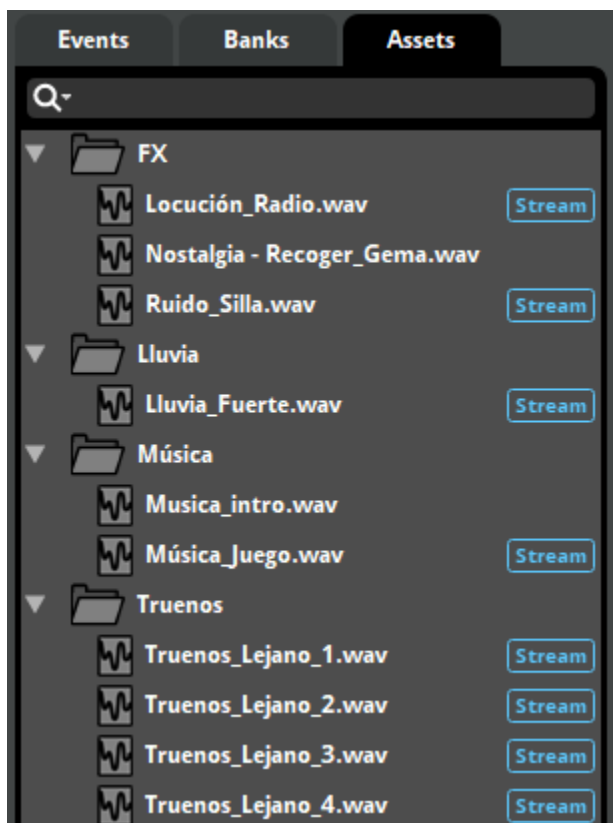 Events Banks Assets
FX
Locución_Radio.wav Stream
Nostalgia - Recoger_Gema.wav
Ruido_Silla.wav Stream
Lluvia
Lluvia_Fuerte.wav Stream
Música
Musica_intro.wav
Música_Juego.wav Stream
Truenos
Truenos_Lejano_1.wav Stream
Truenos_Lejano_2.wav Stream
Truenos_Lejano_3.wav Stream
Truenos_Lejano_4.wav Stream